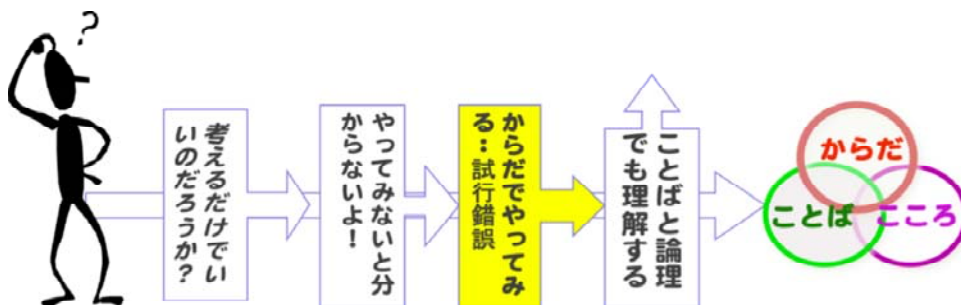 ?
考えるだけでい
いのだろうか?
やってみないと分
からないよ!
からだでやってみ
る:試行錯誤
ことばと論理
でも理解する
からだ
ことば
こころ